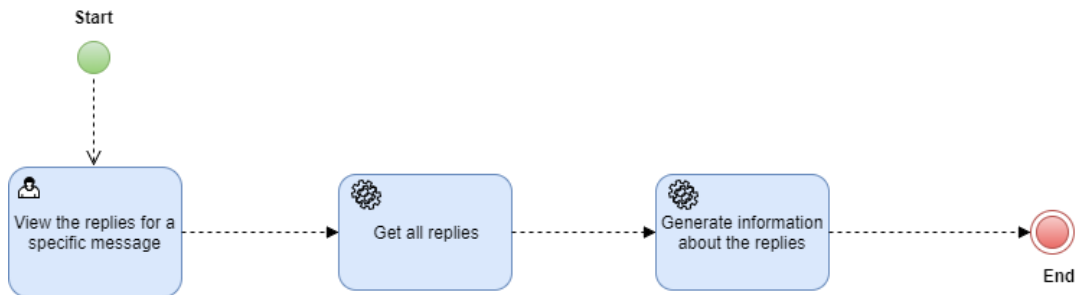 Start
View the replies for a
specific message
Get all replies
Generate information
about the replies
End